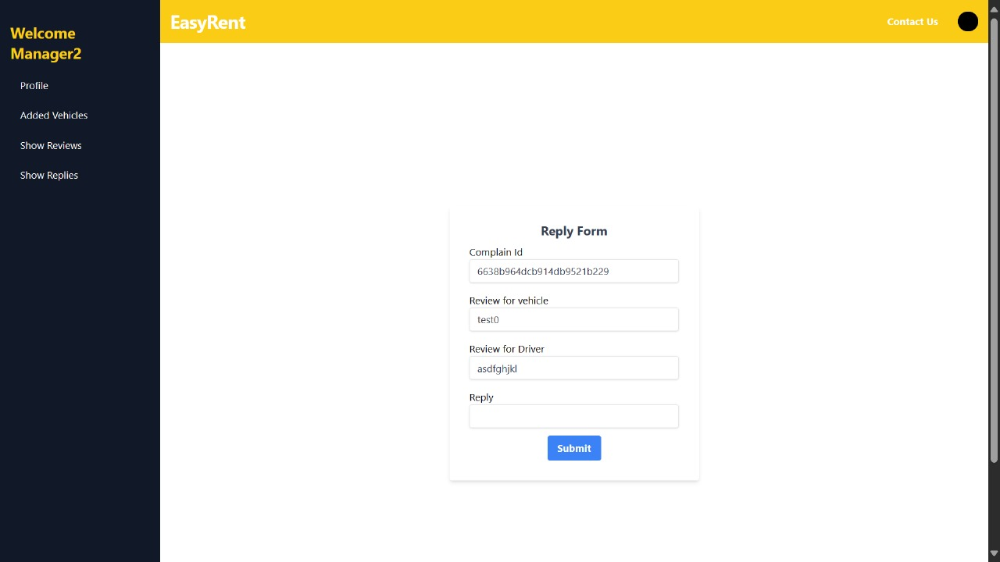 Welcome
Manager2
Profile
Added Vehicles
Show Reviews
Show Replies
EasyRent
Contact Us
Reply Form
Complain Id
6638b964dcb914db9521b229
Review for vehicle
test0
Review for Driver
asdfghjkl
Reply
Submit